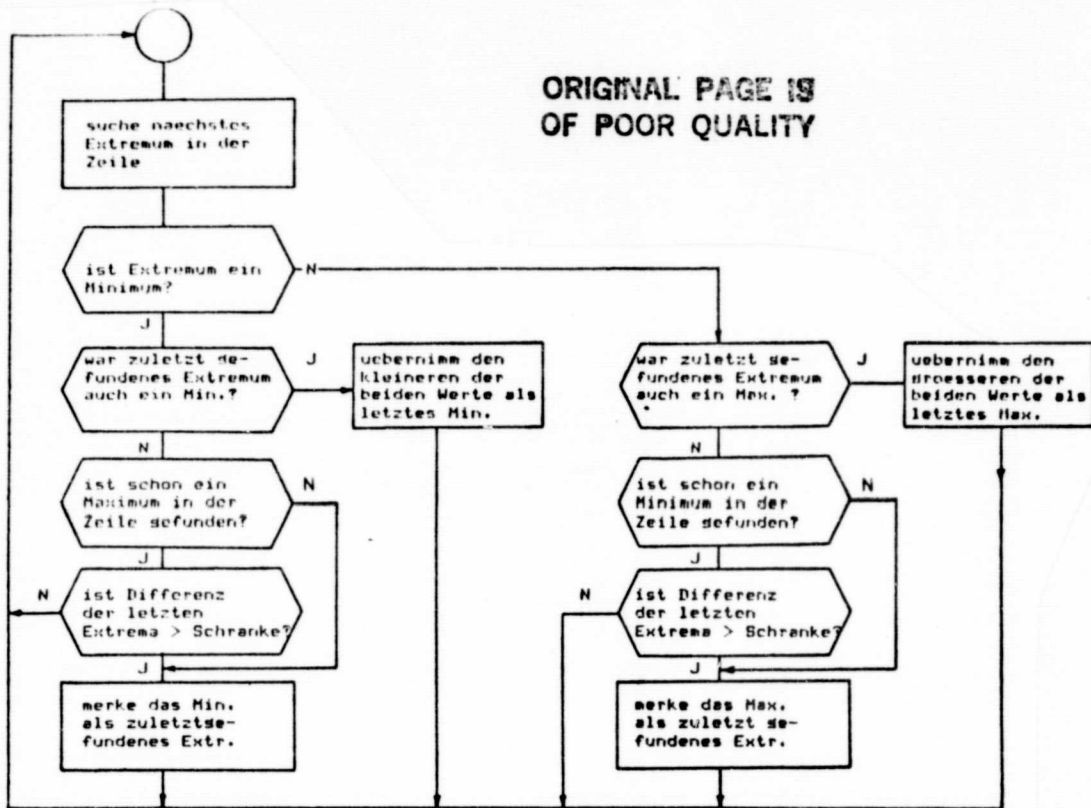 ORIGINAL PAGE IS
OF POOR QUALITY
suche naechstes
Extremum in der
Zeile
ist Extremum ein
Minimum?
N
J
war zuletzt ge-
fundenes Extremum
auch ein Min.?
J
uebernimm den
kleineren der
beiden Werte als
letztes Min.
war zuletzt ge-
fundenes Extremum
auch ein Max. ?
J
uebernimm den
groesseren der
beiden Werte als
letztes Max.
N
N
ist schon ein
Maximum in der
Zeile gefunden?
N
ist schon ein
Minimum in der
Zeile gefunden?
N
J
J
N
ist Differenz
der letzten
Extrema > Schranke?
N
ist Differenz
der letzten
Extrema > Schranke?
J
J
merke das Min.
als zuletztge-
fundenes Extr.
merke das Max.
als zuletzt ge-
fundenes Extr.